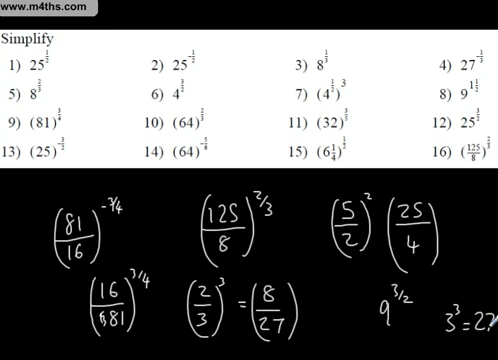 www.m4ths.com
Simplify
1) 25^{1/2} 2) 25^{-1/2} 3) 8^{1/3} 4) 27^{-1/3}
5) 8^{2/3} 6) 4^{3/2} 7) (4^{1/2})^3 8) 9^{1 1/2}
9) (81)^{3/4} 10) (64)^{2/3} 11) (32)^{3/5} 12) 25^{3/2}
13) (25)^{-3/2} 14) (64)^{-5/6} 15) (6 1/4)^{1/2} 16) (125/8)^{2/3}
(81/16)^{-3/4} (125/8)^{2/3} (5/2)^2 (25/4)
(16/81)^{3/4} (2/3)^3 = (8/27) 9^{3/2} 3^3 = 27